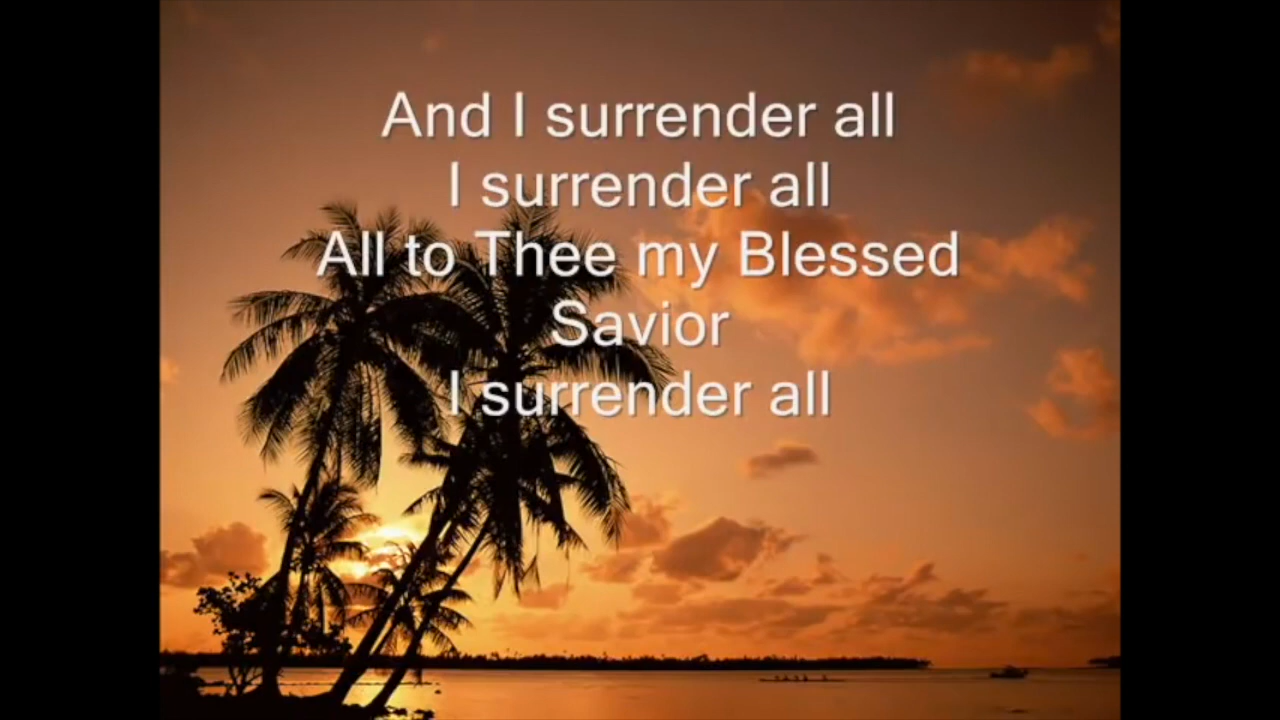 And I surrender all
I surrender all
All to Thee my Blessed
Savior
I surrender all